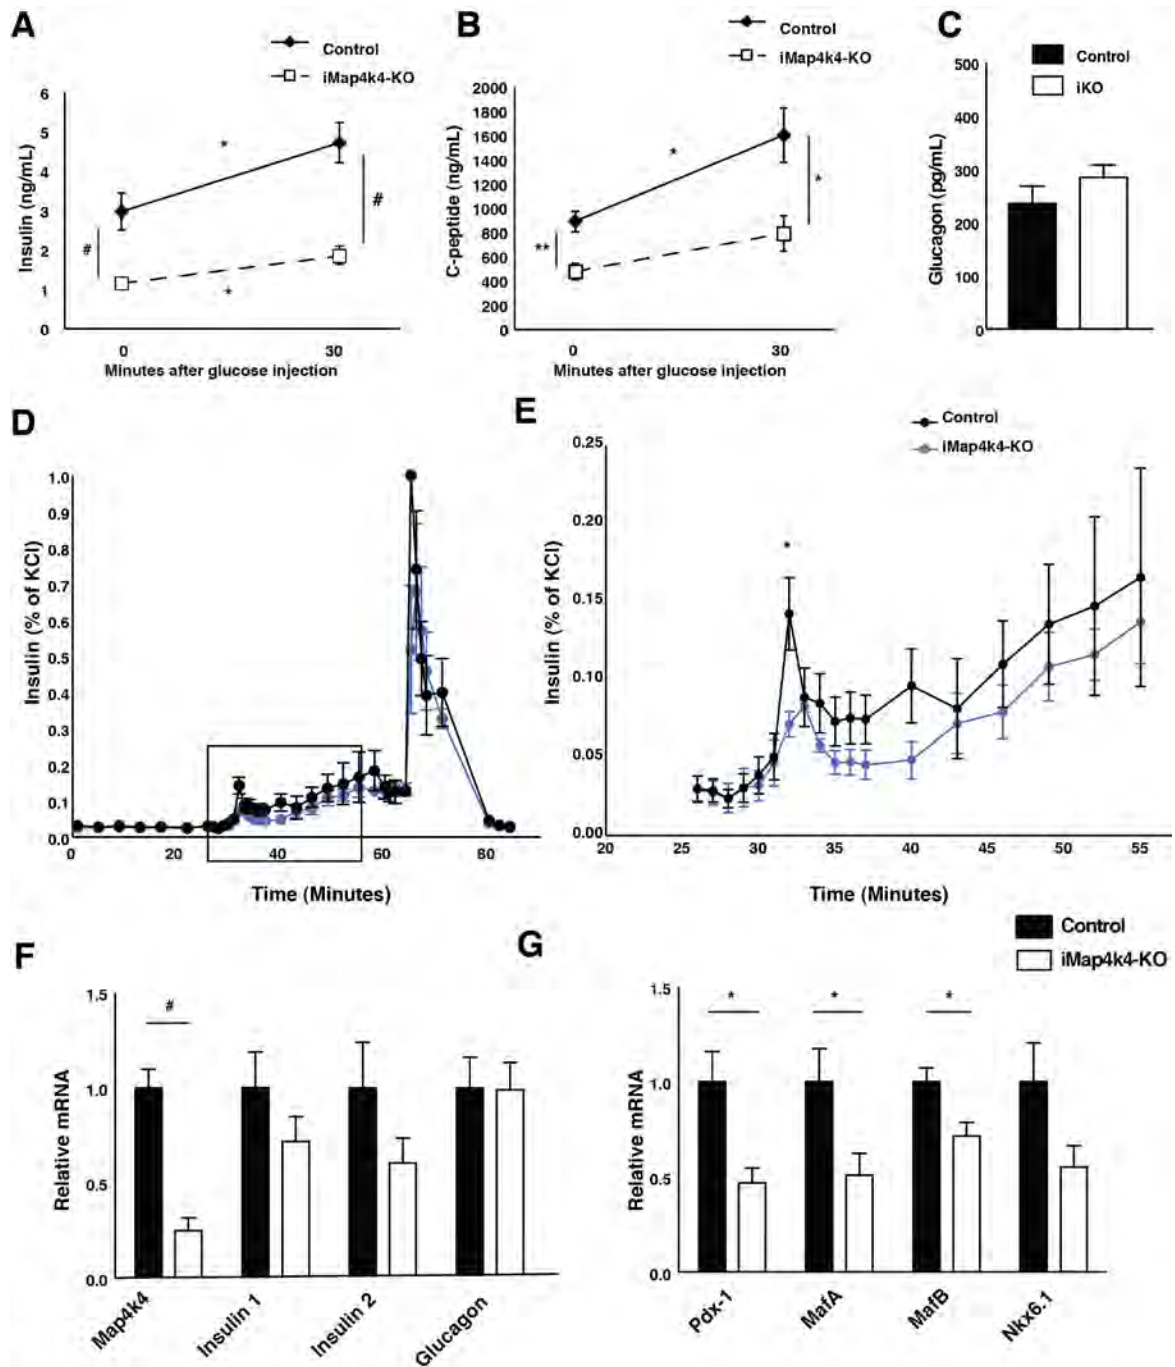 A
Control
iMap4k4-KO
6
5
4
3
2
1
0
Insulin (ng/mL)
*
#
#
*
0
30
Minutes after glucose injection
B
Control
iMap4k4-KO
2000
1800
1600
1400
1200
1000
800
600
400
200
0
C-peptide (ng/mL)
*
*
**
0
30
Minutes after glucose injection
C
Control
iKO
500
400
300
200
100
0
Glucagon (pg/mL)
D
1.0
0.9
0.8
0.7
0.6
0.5
0.4
0.3
0.2
0.1
0.0
Insulin (% of KCl)
0
20
40
60
80
Time (Minutes)
E
Control
iMap4k4-KO
0.25
0.20
0.15
0.10
0.05
0.00
Insulin (% of KCl)
*
20
25
30
35
40
45
50
55
Time (Minutes)
F
1.5
1.0
0.5
0.0
Relative mRNA
#
Map4k4
Insulin 1
Insulin 2
Glucagon
G
Control
iMap4k4-KO
1.5
1.0
0.5
0.0
Relative mRNA
*
*
*
Pdx-1
MafA
MafB
Nkx6.1